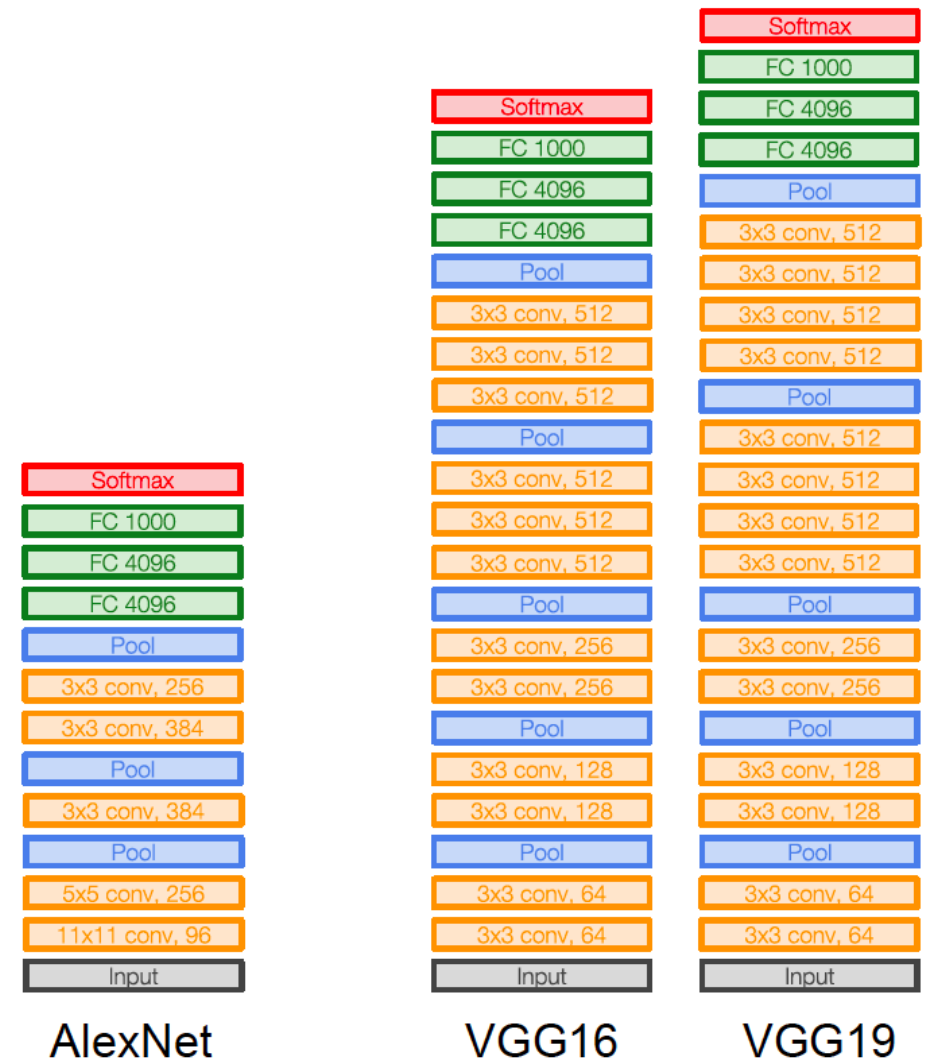 Softmax
FC 1000
FC 4096
FC 4096
Pool
3x3 conv, 256
3x3 conv, 384
Pool
3x3 conv, 384
Pool
5x5 conv, 256
11x11 conv, 96
Input
AlexNet
Softmax
FC 1000
FC 4096
FC 4096
Pool
3x3 conv, 512
3x3 conv, 512
3x3 conv, 512
Pool
3x3 conv, 512
3x3 conv, 512
3x3 conv, 512
Pool
3x3 conv, 256
3x3 conv, 256
Pool
3x3 conv, 128
3x3 conv, 128
Pool
3x3 conv, 64
3x3 conv, 64
Input
VGG16
Softmax
FC 1000
FC 4096
FC 4096
Pool
3x3 conv, 512
3x3 conv, 512
3x3 conv, 512
3x3 conv, 512
Pool
3x3 conv, 512
3x3 conv, 512
3x3 conv, 512
3x3 conv, 512
Pool
3x3 conv, 256
3x3 conv, 256
Pool
3x3 conv, 128
3x3 conv, 128
Pool
3x3 conv, 64
3x3 conv, 64
Input
VGG19